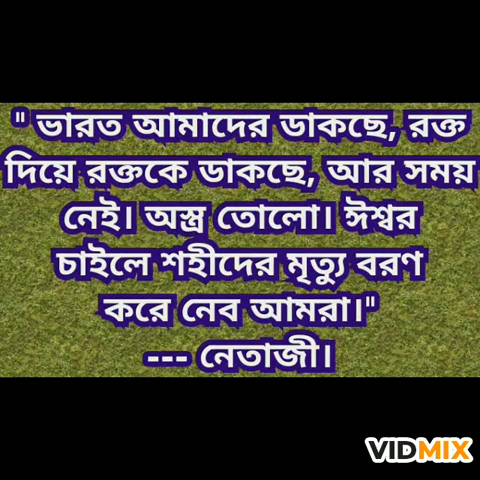 " ভারত আমাদের ডাকছে, রক্ত
দিয়ে রক্তকে ডাকছে, আর সময়
নেই। অস্ত্র তোলো। ঈশ্বর
চাইলে শহীদের মৃত্যু বরণ
করে নেব আমরা।"
--- নেতাজী।
VIDMIX